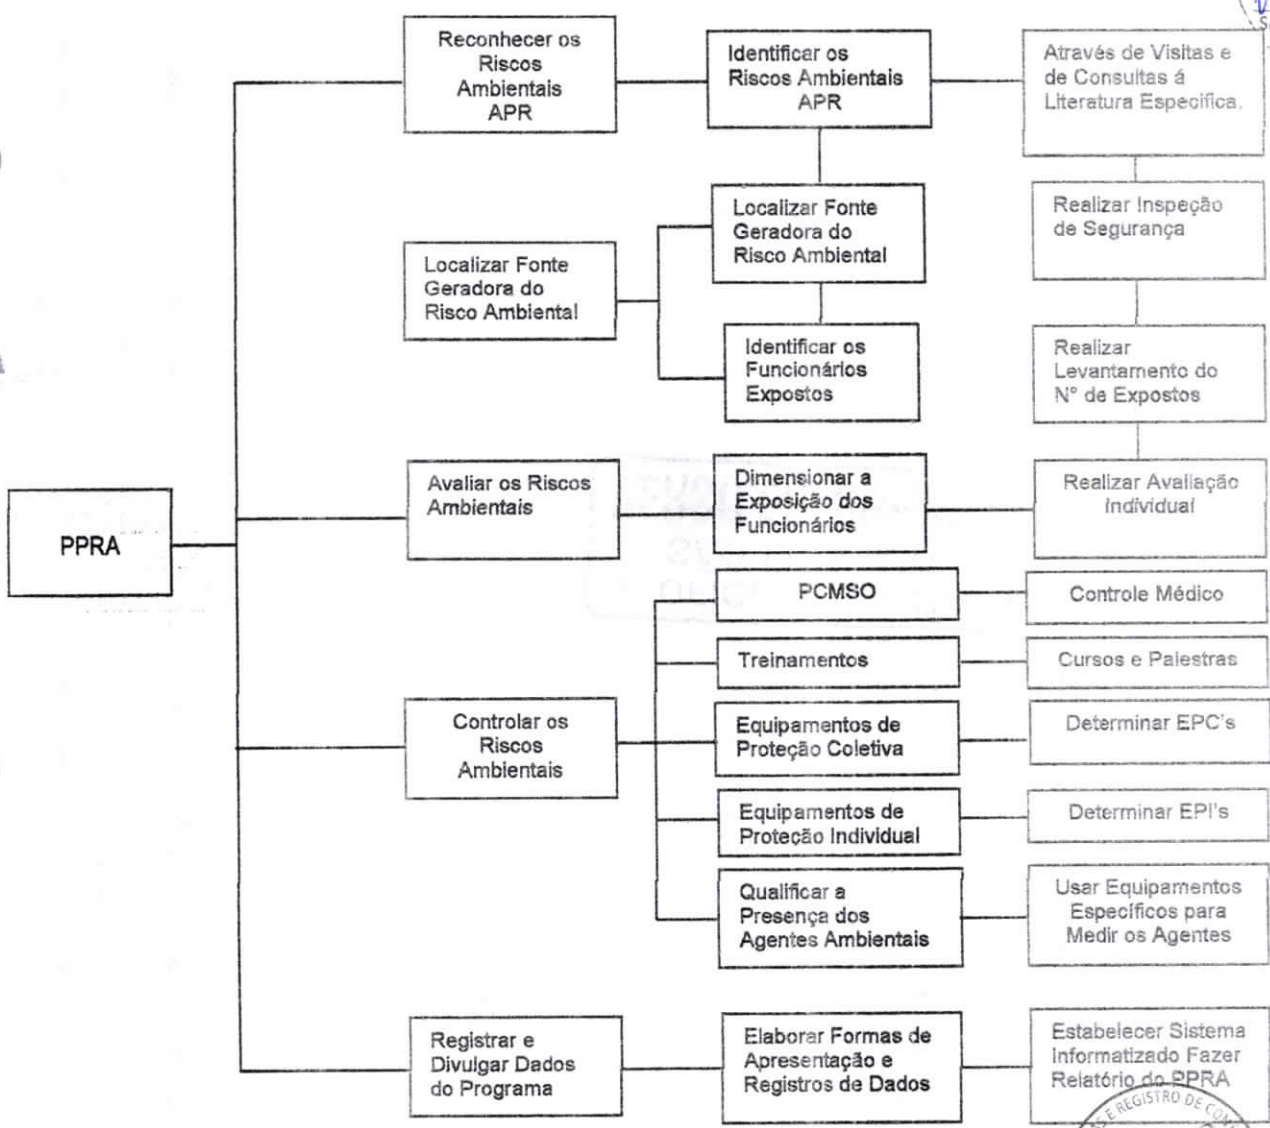 PPRA
Reconhecer os
Riscos
Ambientais
APR
Identificar os
Riscos Ambientais
APR
Através de Visitas e
de Consultas á
Literatura Especifica.
Localizar Fonte
Geradora do
Risco Ambiental
Localizar Fonte
Geradora do
Risco Ambiental
Realizar Inspeção
de Segurança
Identificar os
Funcionários
Expostos
Realizar
Levantamento do
N° de Expostos
Avaliar os Riscos
Ambientais
Dimensionar a
Exposição dos
Funcionários
Realizar Avaliação
Individual
Controlar os
Riscos
Ambientais
PCMSO
Controle Médico
Treinamentos
Cursos e Palestras
Equipamentos de
Proteção Coletiva
Determinar EPC's
Equipamentos de
Proteção Individual
Determinar EPI's
Qualificar a
Presença dos
Agentes Ambientais
Usar Equipamentos
Específicos para
Medir os Agentes
Registrar e
Divulgar Dados
do Programa
Elaborar Formas de
Apresentação e
Registros de Dados
Estabelecer Sistema
Informatizado Fazer
Relatório do PPRA
E REGISTRO DE